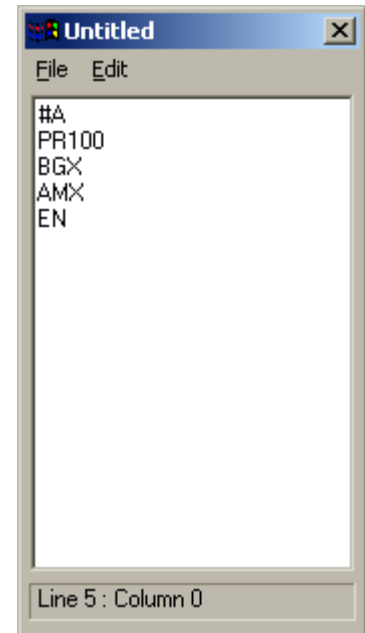 Untitled
File Edit
#A
PR100
BGX
AMX
EN
Line 5 : Column 0